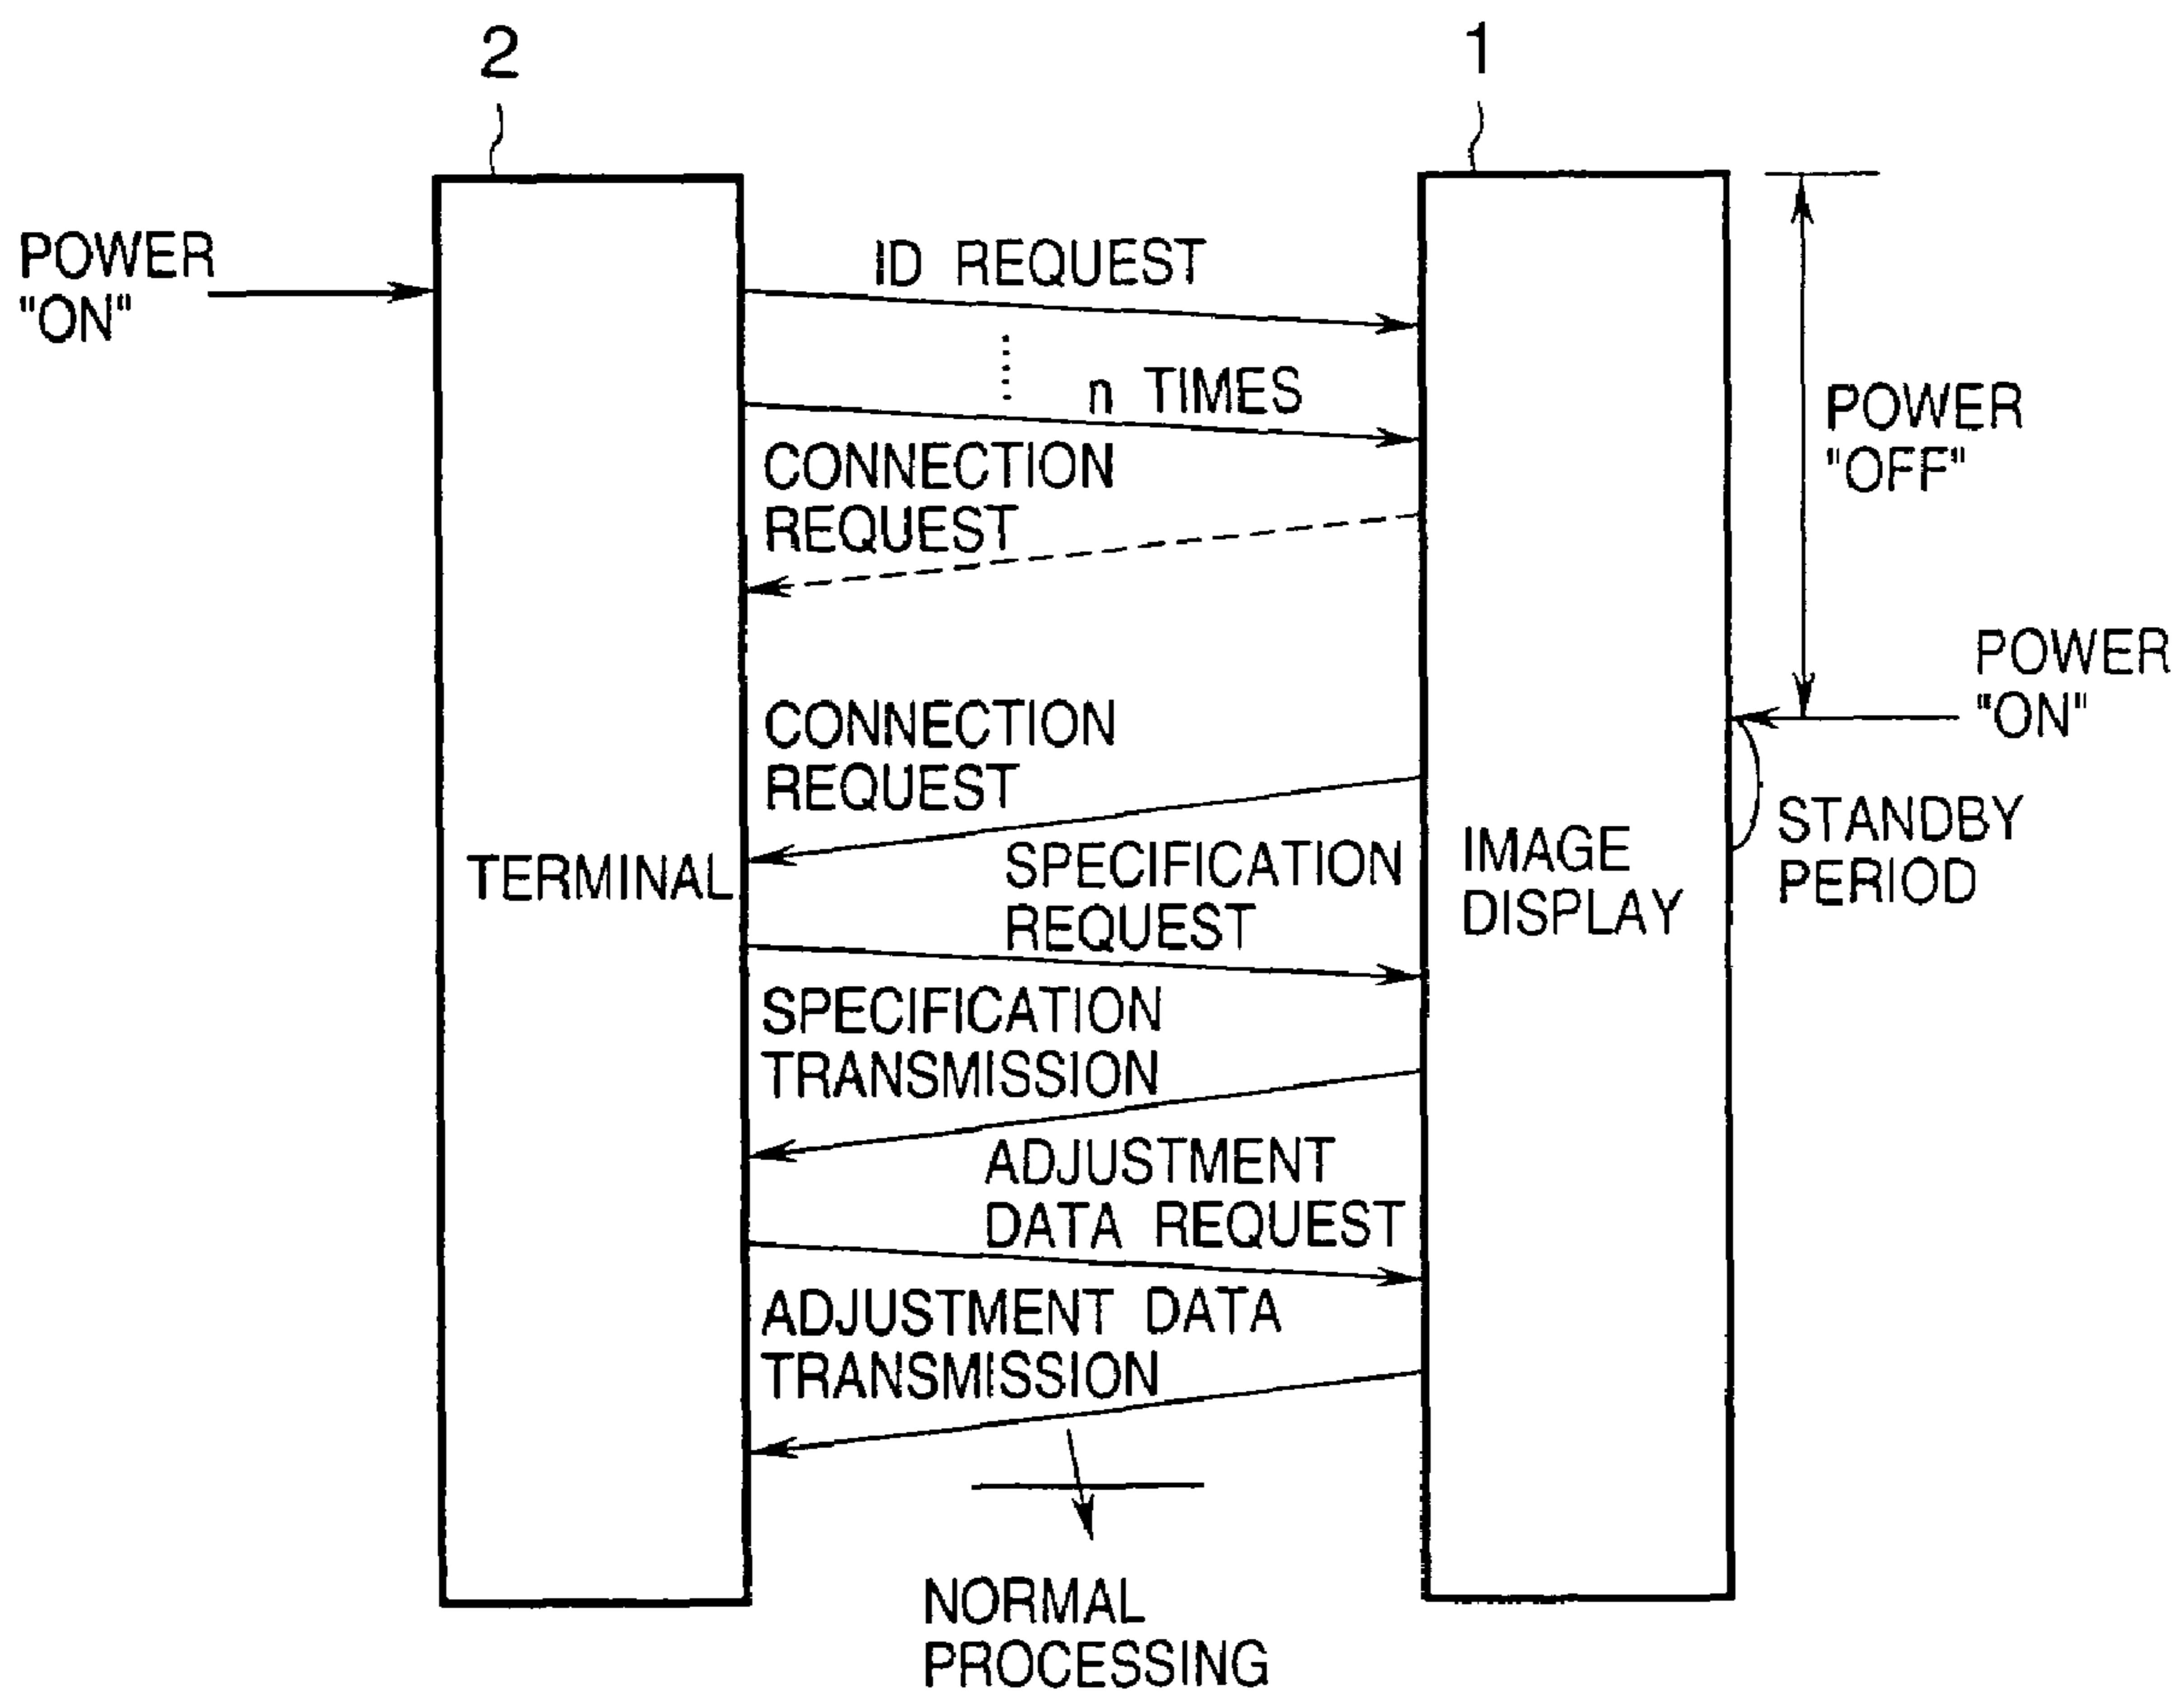 2
1
POWER
"ON"
ID REQUEST
n TIMES
POWER
"OFF"
CONNECTION
REQUEST
POWER
"ON"
CONNECTION
REQUEST
STANDBY
PERIOD
TERMINAL
IMAGE
DISPLAY
SPECIFICATION
REQUEST
SPECIFICATION
TRANSMISSION
ADJUSTMENT
DATA REQUEST
ADJUSTMENT DATA
TRANSMISSION
NORMAL
PROCESSING